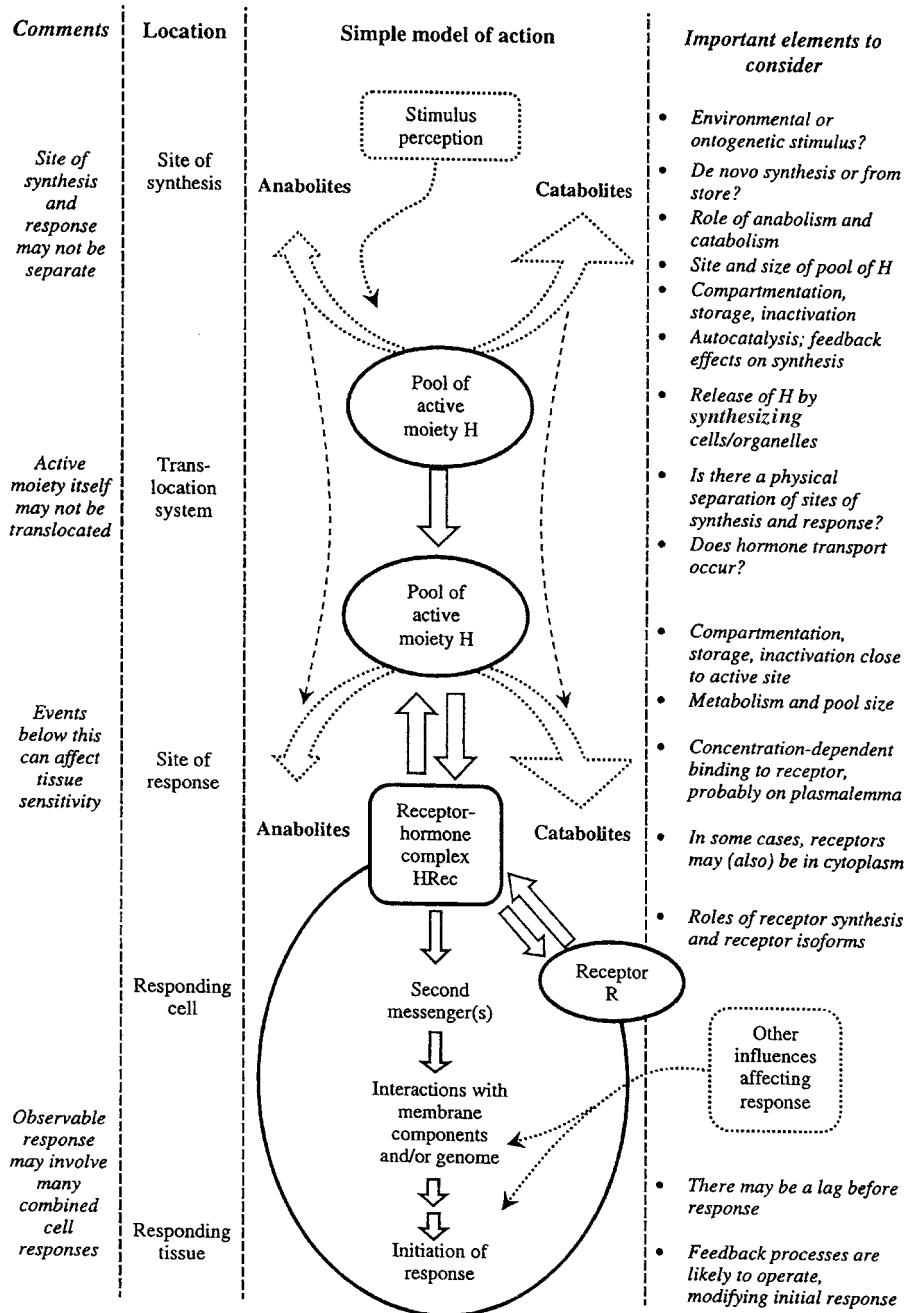 Comments
Location
Simple model of action
Important elements to
consider
Site of
synthesis
and
response
may not be
separate
Active
moiety itself
may not be
translocated
Events
below this
can affect
tissue
sensitivity
Observable
response
may involve
many
combined
cell
responses
Site of
synthesis
Trans-
location
system
Site of
response
Responding
cell
Responding
tissue
Stimulus
perception
Anabolites
Catabolites
Pool of
active
moiety H
Pool of
active
moiety H
Anabolites
Receptor-
hormone
complex
HRec
Catabolites
Receptor
R
Second
messenger(s)
Interactions with
membrane
components
and/or genome
Initiation of
response
• Environmental or
ontogenetic stimulus?
• De novo synthesis or from
store?
• Role of anabolism and
catabolism
• Site and size of pool of H
• Compartmentation,
storage, inactivation
• Autocatalysis; feedback
effects on synthesis
• Release of H by
synthesizing
cells/organelles
• Is there a physical
separation of sites of
synthesis and response?
• Does hormone transport
occur?
• Compartmentation,
storage, inactivation close
to active site
• Metabolism and pool size
• Concentration-dependent
binding to receptor,
probably on plasmalemma
• In some cases, receptors
may (also) be in cytoplasm
• Roles of receptor synthesis
and receptor isoforms
Other
influences
affecting
response
• There may be a lag before
response
• Feedback processes are
likely to operate,
modifying initial response